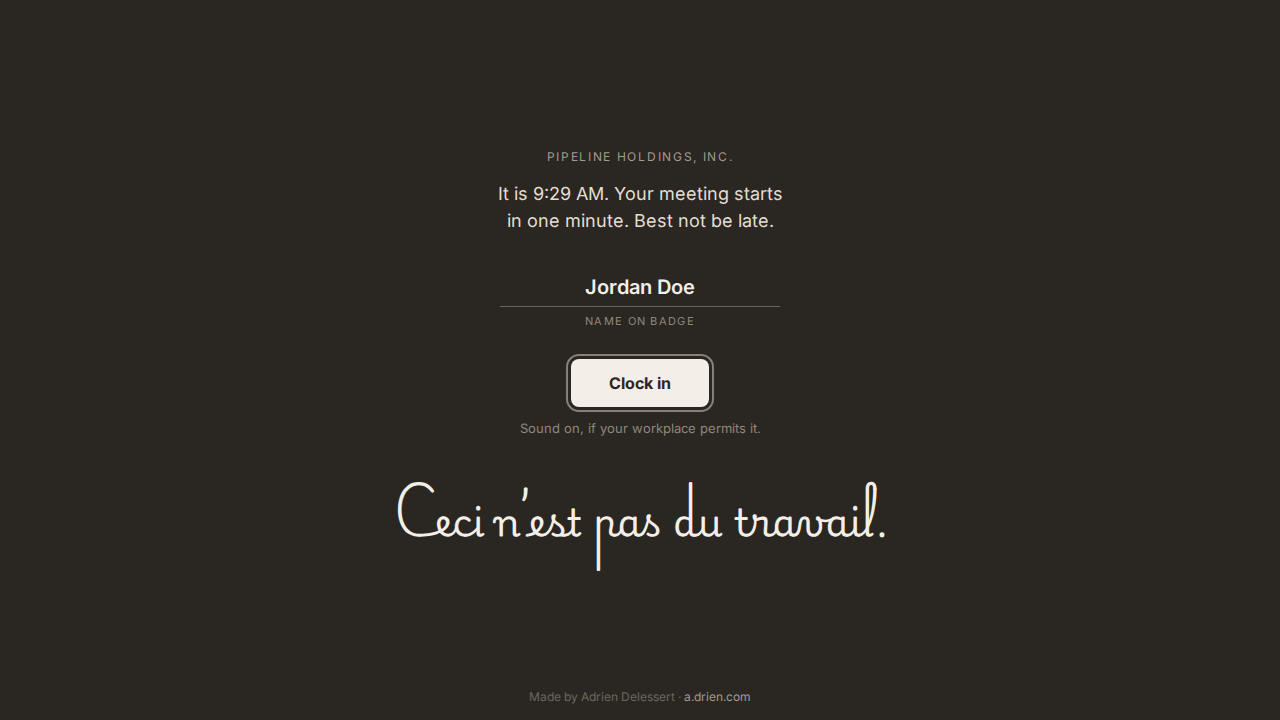 PIPELINE HOLDINGS, INC.
It is 9:29 AM. Your meeting starts
in one minute. Best not be late.
Jordan Doe
NAME ON BADGE
Clock in
Sound on, if your workplace permits it.
Ceci n’est pas du travail.
Made by Adrien Delessert · a.drien.com